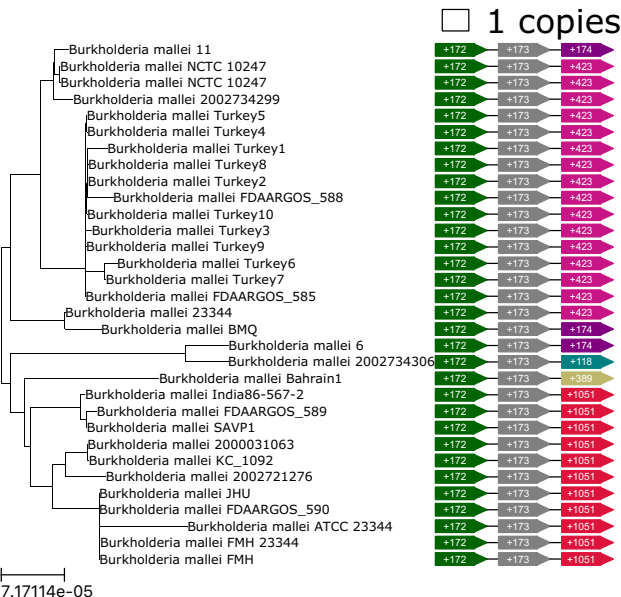 1 copies
Burkholderia mallei 11 +172 +173 +174
Burkholderia mallei NCTC 10247 +172 +173 +423
Burkholderia mallei NCTC 10247 +172 +173 +423
Burkholderia mallei 2002734299 +172 +173 +423
Burkholderia mallei Turkey5 +172 +173 +423
Burkholderia mallei Turkey4 +172 +173 +423
Burkholderia mallei Turkey1 +172 +173 +423
Burkholderia mallei Turkey8 +172 +173 +423
Burkholderia mallei Turkey2 +172 +173 +423
Burkholderia mallei FDAARGOS_588 +172 +173 +423
Burkholderia mallei Turkey10 +172 +173 +423
Burkholderia mallei Turkey3 +172 +173 +423
Burkholderia mallei Turkey9 +172 +173 +423
Burkholderia mallei Turkey6 +172 +173 +423
Burkholderia mallei Turkey7 +172 +173 +423
Burkholderia mallei FDAARGOS_585 +172 +173 +423
Burkholderia mallei 23344 +172 +173 +423
Burkholderia mallei BMQ +172 +173 +174
Burkholderia mallei 6 +172 +173 +174
Burkholderia mallei 2002734306 +172 +173 +118
Burkholderia mallei Bahrain1 +172 +173 +389
Burkholderia mallei India86-567-2 +172 +173 +1051
Burkholderia mallei FDAARGOS_589 +172 +173 +1051
Burkholderia mallei SAVP1 +172 +173 +1051
Burkholderia mallei 2000031063 +172 +173 +1051
Burkholderia mallei KC_1092 +172 +173 +1051
Burkholderia mallei 2002721276 +172 +173 +1051
Burkholderia mallei JHU +172 +173 +1051
Burkholderia mallei FDAARGOS_590 +172 +173 +1051
Burkholderia mallei ATCC 23344 +172 +173 +1051
Burkholderia mallei FMH 23344 +172 +173 +1051
Burkholderia mallei FMH +172 +173 +1051
7.17114e-05